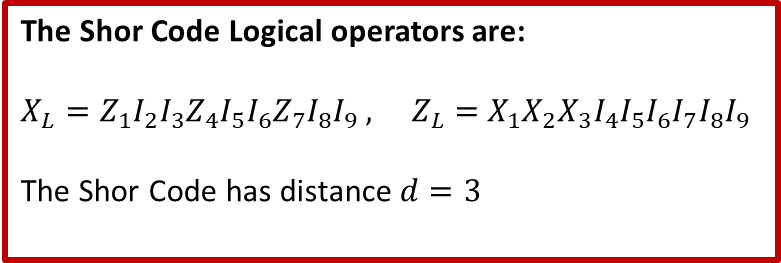 The Shor Code Logical operators are:
X_L = Z_1I_2I_3Z_4I_5I_6Z_7I_8I_9 , Z_L = X_1X_2X_3I_4I_5I_6I_7I_8I_9
The Shor Code has distance d = 3